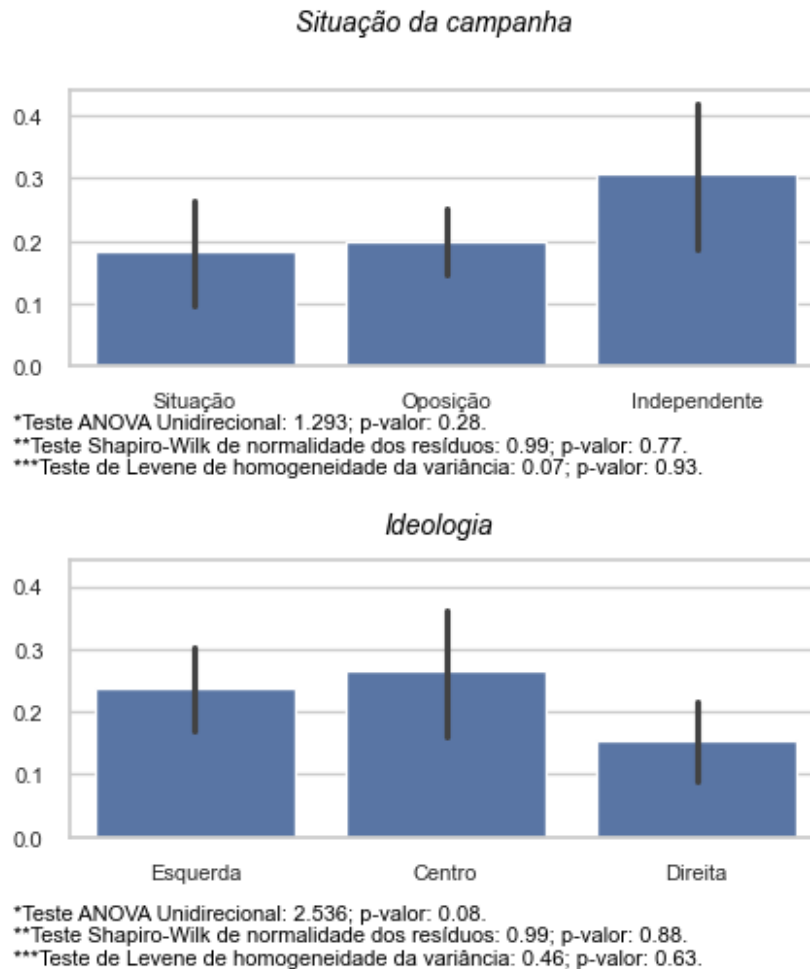 Situação da campanha
0.4
0.3
0.2
0.1
0.0
Situação Oposição Independente
*Teste ANOVA Unidirecional: 1.293; p-valor: 0.28.
**Teste Shapiro-Wilk de normalidade dos resíduos: 0.99; p-valor: 0.77.
***Teste de Levene de homogeneidade da variância: 0.07; p-valor: 0.93.
Ideologia
0.4
0.3
0.2
0.1
0.0
Esquerda Centro Direita
*Teste ANOVA Unidirecional: 2.536; p-valor: 0.08.
**Teste Shapiro-Wilk de normalidade dos resíduos: 0.99; p-valor: 0.88.
***Teste de Levene de homogeneidade da variância: 0.46; p-valor: 0.63.